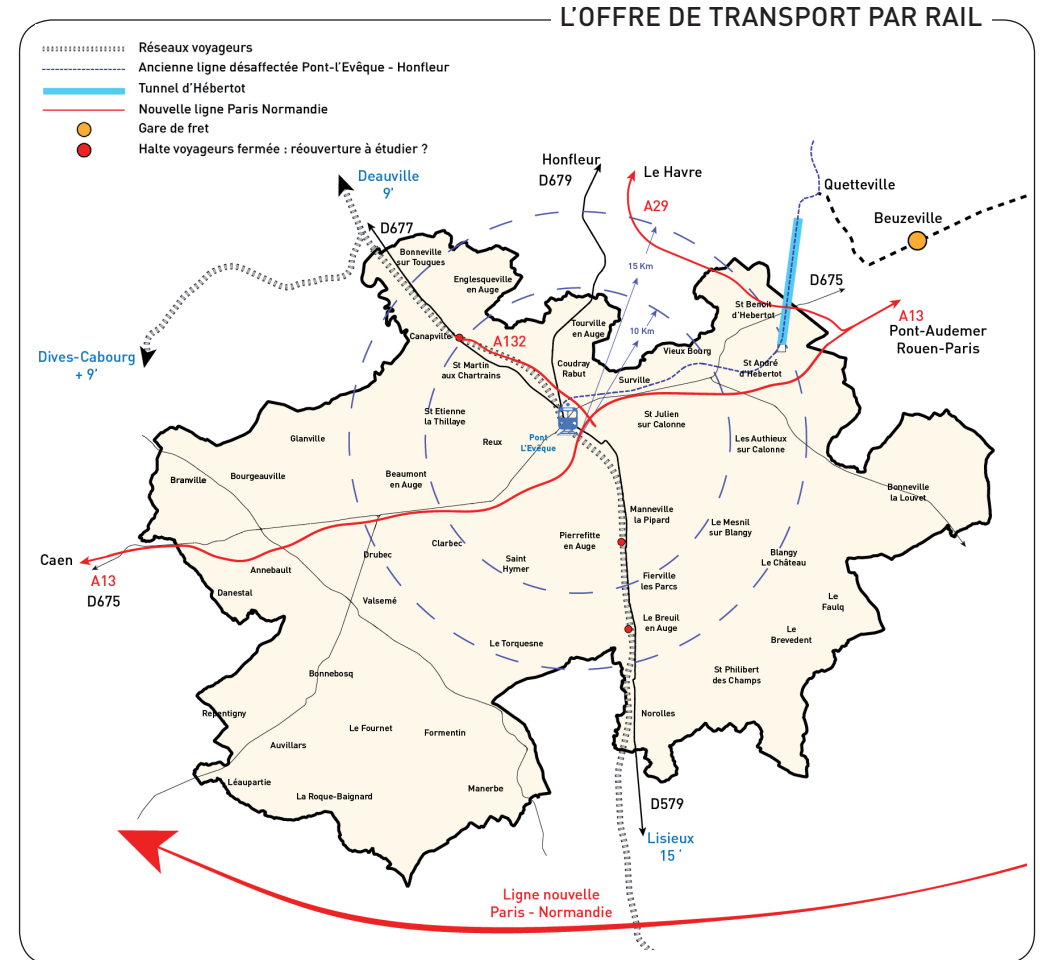 L'OFFRE DE TRANSPORT PAR RAIL
Réseaux voyageurs
Ancienne ligne désaffectée Pont-l'Evêque - Honfleur
Tunnel d'Hébertot
Nouvelle ligne Paris Normandie
Gare de fret
Halte voyageurs fermée : réouverture à étudier ?
Honfleur
D679
Le Havre
A29
Deauville
9'
Quetteville
Beuzeville
D677
Bonneville
sur Touques
15 Km
Englesqueville
en Auge
D675
St Benoit
d'Hebertot
A13
Pont-Audemer
Rouen-Paris
Tourville
en Auge
10 Km
Canapville
A132
Vieux Bourg
Dives-Cabourg
+ 9'
St Martin
aux Chartrains
Coudray
Rabut
St André
d'Hébertot
Surville
St Etienne
la Thillaye
St Julien
sur Calonne
Glanville
Reux
Pont
L'Evêque
Les Authieux
sur Calonne
Branville
Bourgeauville
Beaumont
en Auge
Bonneville
la Louvet
Manneville
la Pipard
Le Mesnil
sur Blangy
Pierrefitte
en Auge
Clarbec
Drubec
Caen
Saint
Hymer
Blangy
Le Château
Annebault
A13
D675
Fierville
les Parcs
Danestal
Valsemé
Le
Faulq
Le Breuil
en Auge
Le
Brevedent
Le Torquesne
Bonnebosq
St Philibert
des Champs
Repentigny
Norolles
Le Fournet
Formentin
Auvillars
Léaupartie
La Roque-Baignard
Manerbe
D579
Lisieux
15 '
Ligne nouvelle
Paris - Normandie